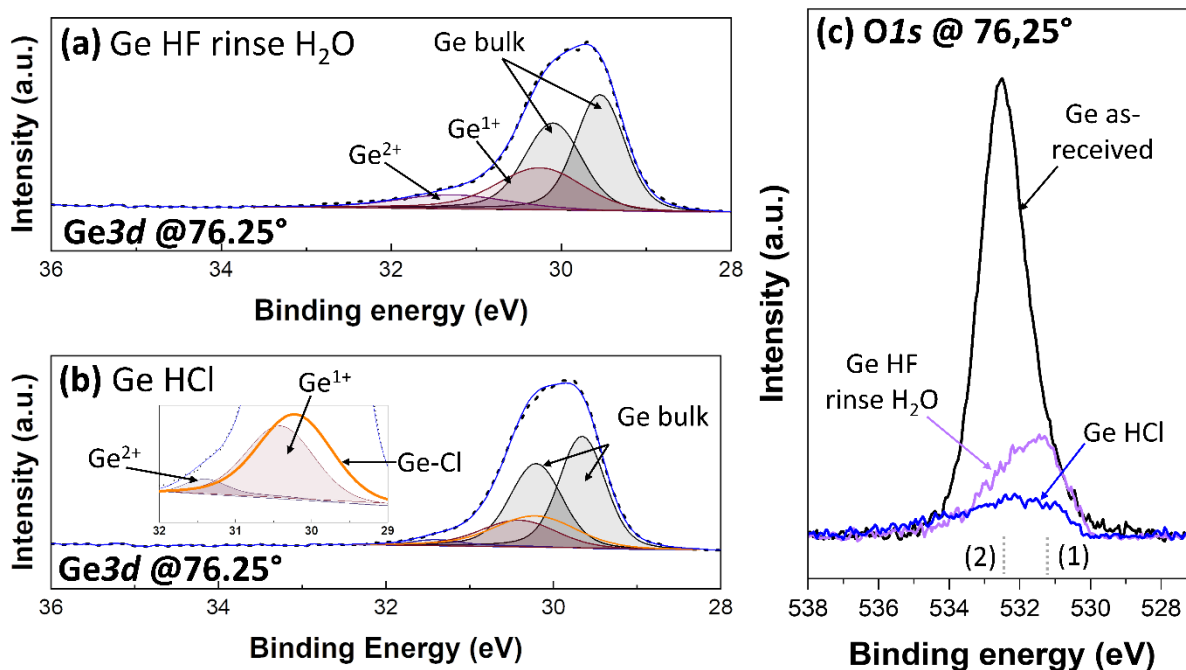 (a) Ge HF rinse H₂O
Ge bulk
Ge¹⁺
Ge²⁺
Ge3d @76.25°
Intensity (a.u.)
36 34 32 30 28
Binding energy (eV)
(b) Ge HCl
Ge¹⁺
Ge²⁺
Ge-Cl
32 31 30 29
Ge bulk
Ge3d @76.25°
Intensity (a.u.)
36 34 32 30 28
Binding Energy (eV)
(c) O1s @ 76,25°
Ge as-
received
Ge HF
rinse H₂O
Ge HCl
(2) (1)
Intensity (a.u.)
538 536 534 532 530 528
Binding energy (eV)